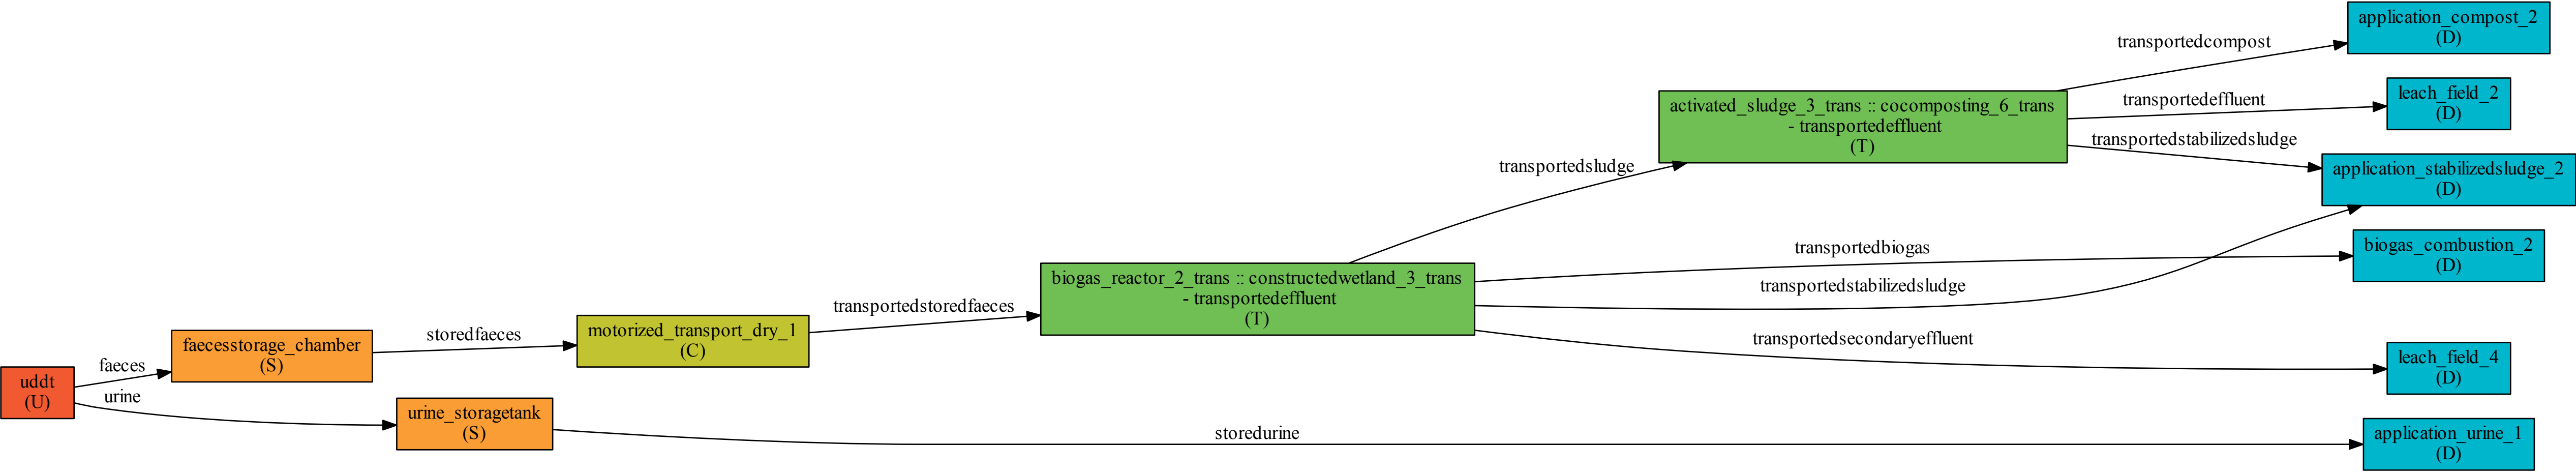 uddt
(U)
faeces
urine
faecesstorage_chamber
(S)
urine_storagetank
(S)
storedfaeces
motorized_transport_dry_1
(C)
transportedstoredfaeces
biogas_reactor_2_trans :: constructedwetland_3_trans
- transportedeffluent
(T)
storedurine
transportedsludge
activated_sludge_3_trans :: cocomposting_6_trans
- transportedeffluent
(T)
transportedbiogas
transportedstabilizedsludge
transportedsecondaryeffluent
transportedcompost
transportedeffluent
transportedstabilizedsludge
application_compost_2
(D)
leach_field_2
(D)
application_stabilizedsludge_2
(D)
biogas_combustion_2
(D)
leach_field_4
(D)
application_urine_1
(D)